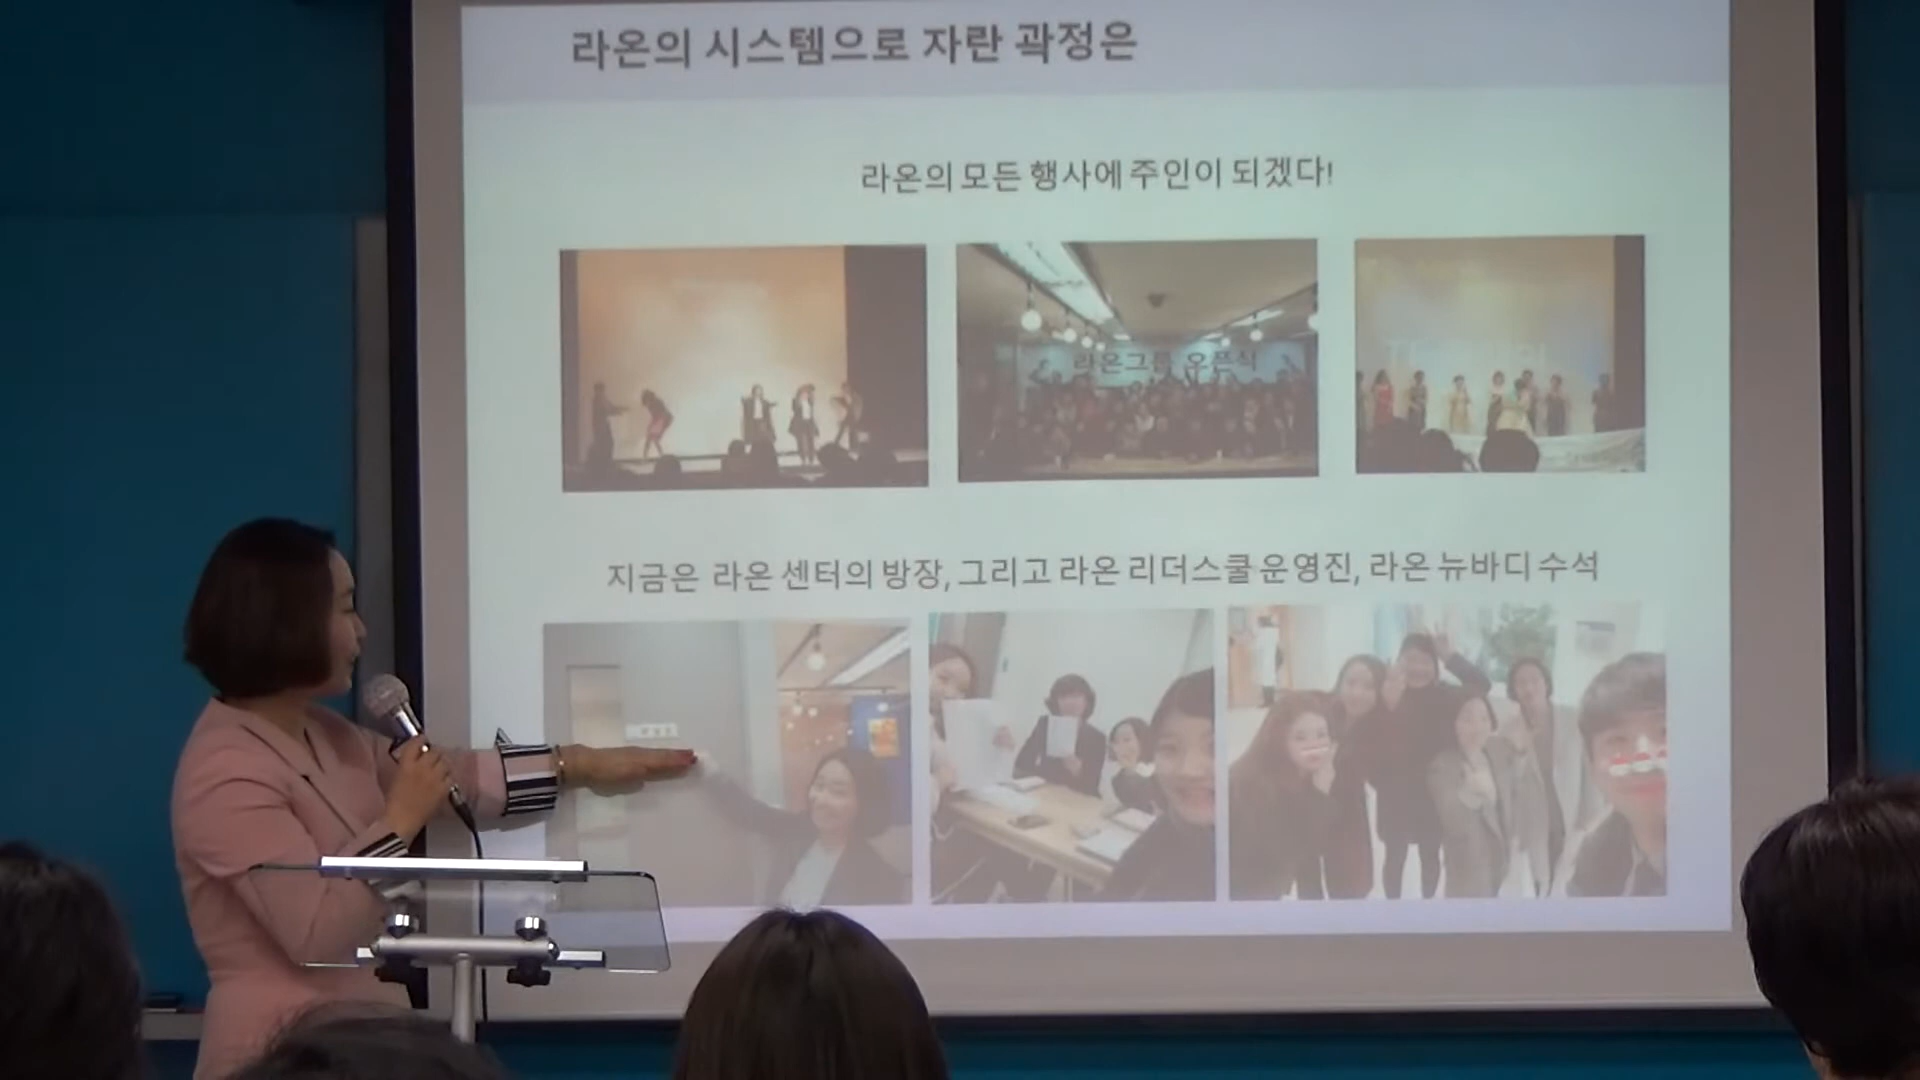 라온의 시스템으로 자란 곽정은
라온의 모든 행사에 주인이 되겠다!
라온그룹 오픈식
지금은 라온 센터의 방장, 그리고 라온 리더스쿨 운영진, 라온 뉴바디 수석